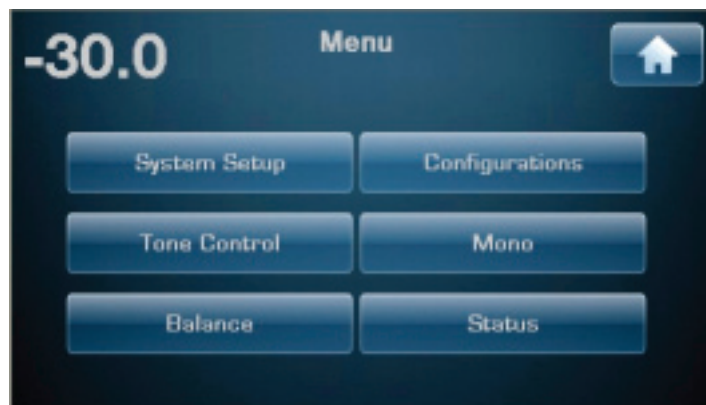 -30.0 Menu
System Setup Configurations
Tone Control Mono
Balance Status